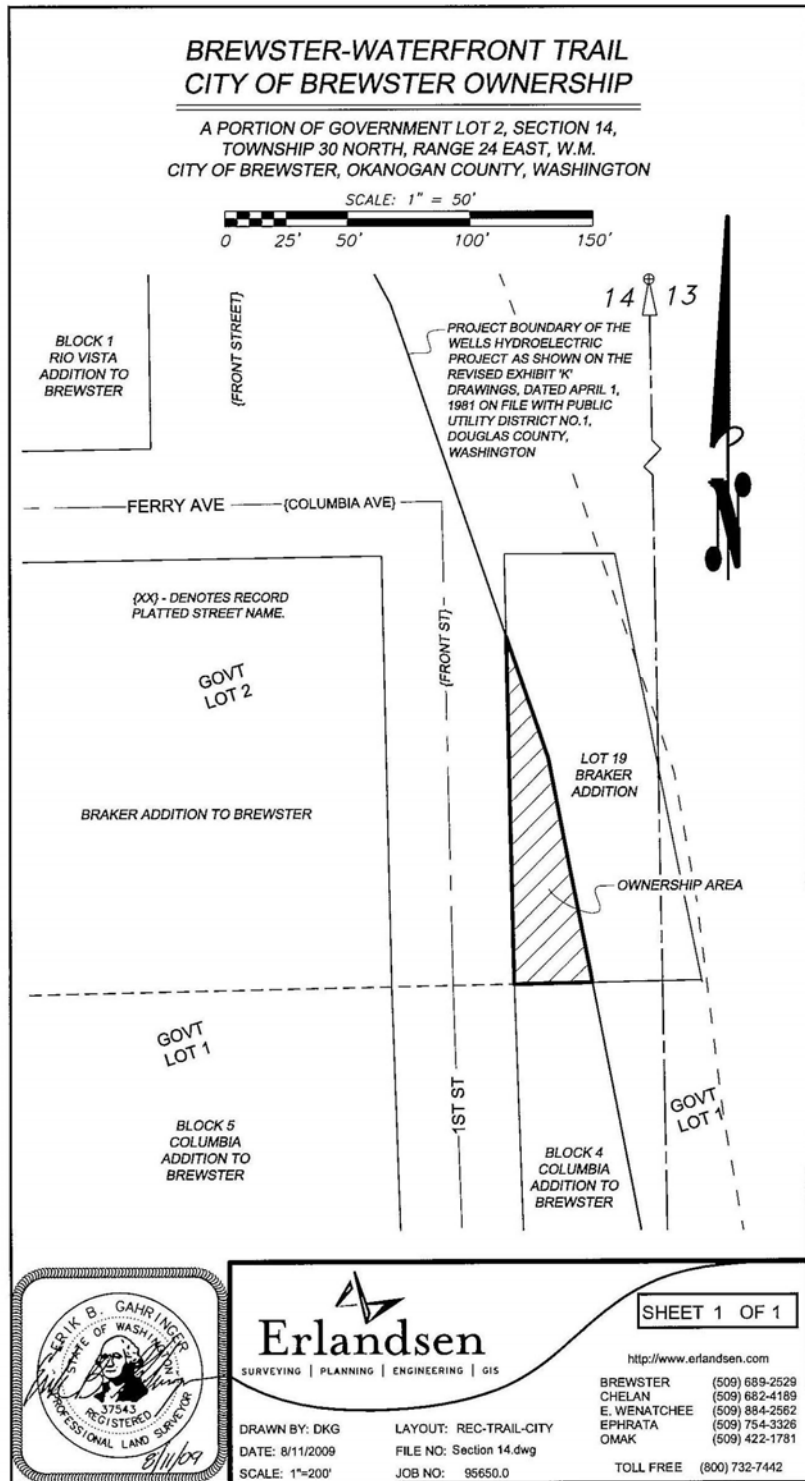 BREWSTER-WATERFRONT TRAIL
CITY OF BREWSTER OWNERSHIP
A PORTION OF GOVERNMENT LOT 2, SECTION 14,
TOWNSHIP 30 NORTH, RANGE 24 EAST, W.M.
CITY OF BREWSTER, OKANOGAN COUNTY, WASHINGTON
SCALE: 1" = 50'
0 25' 50' 100' 150'
14 13
BLOCK 1
RIO VISTA
ADDITION TO
BREWSTER
{FRONT STREET}
PROJECT BOUNDARY OF THE
WELLS HYDROELECTRIC
PROJECT AS SHOWN ON THE
REVISED EXHIBIT 'K'
DRAWINGS, DATED APRIL 1,
1981 ON FILE WITH PUBLIC
UTILITY DISTRICT NO.1,
DOUGLAS COUNTY,
WASHINGTON
N
FERRY AVE {COLUMBIA AVE}
{XX} - DENOTES RECORD
PLATTED STREET NAME.
{FRONT ST}
GOVT
LOT 2
LOT 19
BRAKER
ADDITION
BRAKER ADDITION TO BREWSTER
OWNERSHIP AREA
GOVT
LOT 1
1ST ST
GOVT
LOT 1
BLOCK 5
COLUMBIA
ADDITION TO
BREWSTER
BLOCK 4
COLUMBIA
ADDITION TO
BREWSTER
ERIK B. GAHRINGER
STATE OF WASHINGTON
37543
REGISTERED
PROFESSIONAL LAND SURVEYOR
8/11/09
Erlandsen
SURVEYING | PLANNING | ENGINEERING | GIS
DRAWN BY: DKG LAYOUT: REC-TRAIL-CITY
DATE: 8/11/2009 FILE NO: Section 14.dwg
SCALE: 1"=200' JOB NO: 95650.0
SHEET 1 OF 1
http://www.erlandsen.com
BREWSTER (509) 689-2529
CHELAN (509) 682-4189
E. WENATCHEE (509) 884-2562
EPHRATA (509) 754-3326
OMAK (509) 422-1781
TOLL FREE (800) 732-7442